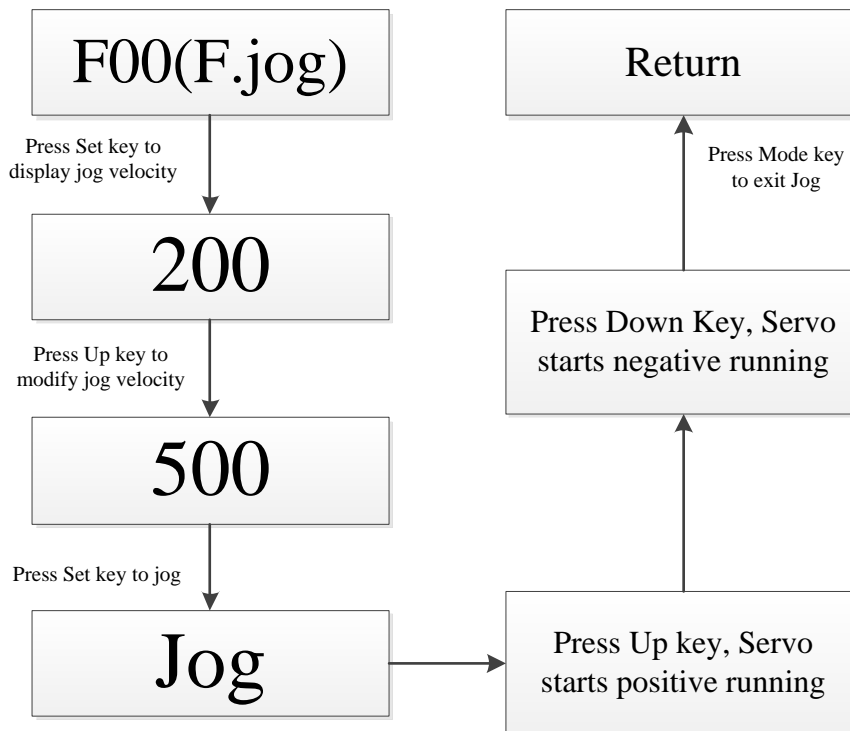 F00(F.jog)
Press Set key to
display jog velocity
200
Press Up key to
modify jog velocity
500
Press Set key to jog
Jog
Press Up key, Servo
starts positive running
Press Down Key, Servo
starts negative running
Press Mode key
to exit Jog
Return